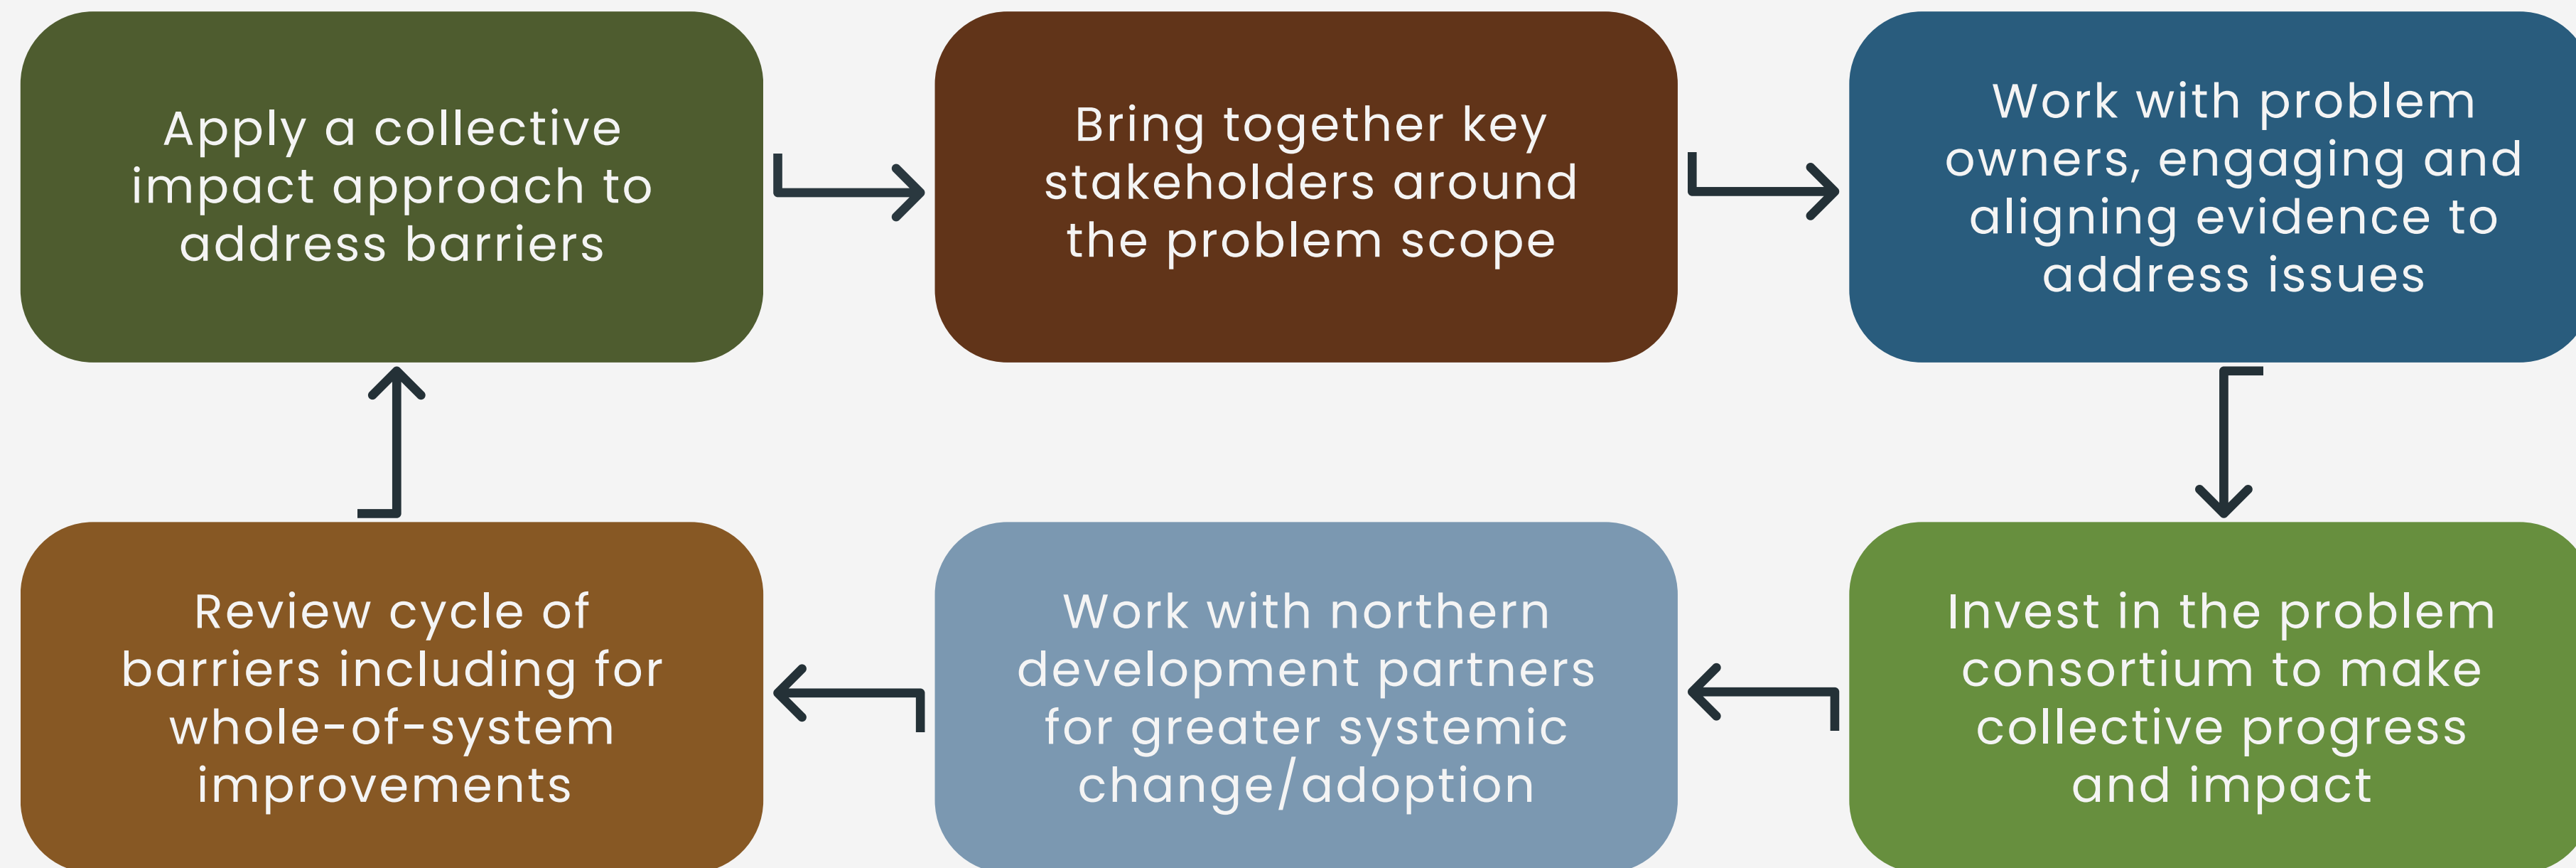 Apply a collective
impact approach to
address barriers
Bring together key
stakeholders around
the problem scope
Work with problem
owners, engaging and
aligning evidence to
address issues
Invest in the problem
consortium to make
collective progress
and impact
Work with northern
development partners
for greater systemic
change/adoption
Review cycle of
barriers including for
whole-of-system
improvements